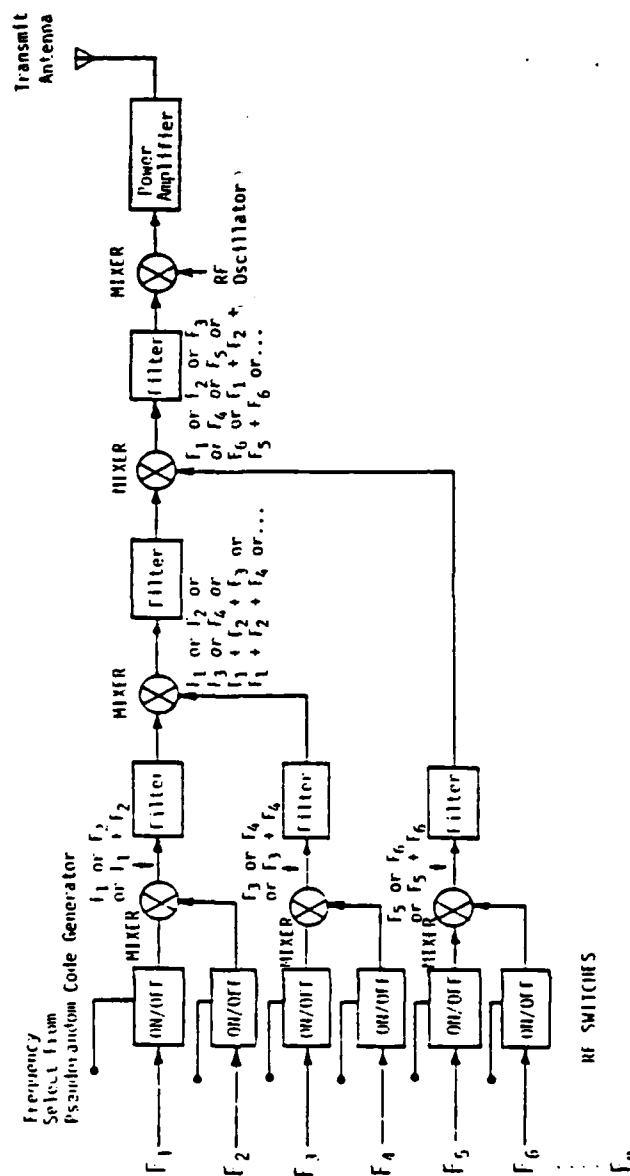 Transmit
Antenna
Power
Amplifier
MIXER
RF
Oscillator
Filter
F1 or F2 or F3
or F4 or F5 or
F6 or F1 + F2 +
F5 + F6 or...
MIXER
Filter
F1 or F2 or
F3 or F4 or
F1 + F2 + F3 or
F1 + F2 + F4 or...
MIXER
Filter
F1 or F2
or F1 + F2
MIXER
Filter
F3 or F4
or F3 + F4
MIXER
Filter
F5 or F6
or F5 + F6
MIXER
Frequency
Select From
Pseudorandom Code Generator
ON/OFF
ON/OFF
ON/OFF
ON/OFF
ON/OFF
ON/OFF
RF SWITCHES
F1
F2
F3
F4
F5
F6